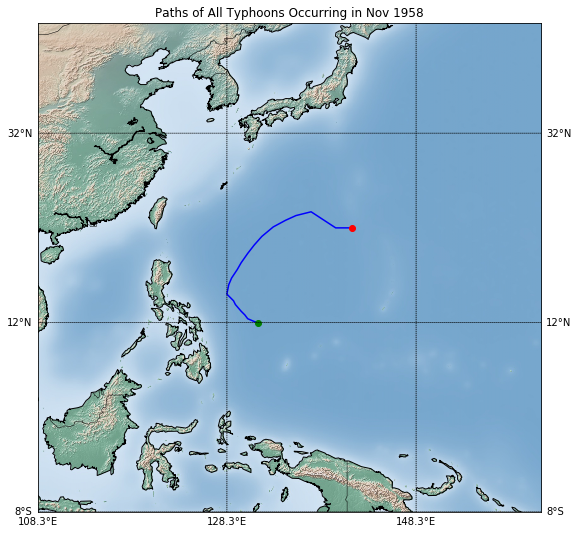 Paths of All Typhoons Occurring in Nov 1958
32°N 32°N
12°N 12°N
8°S 8°S
108.3°E 128.3°E 148.3°E